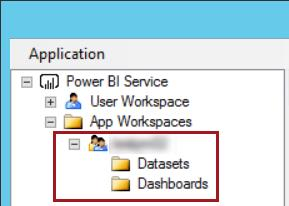 Application
Power BI Service
User Workspace
App Workspaces
Datasets
Dashboards